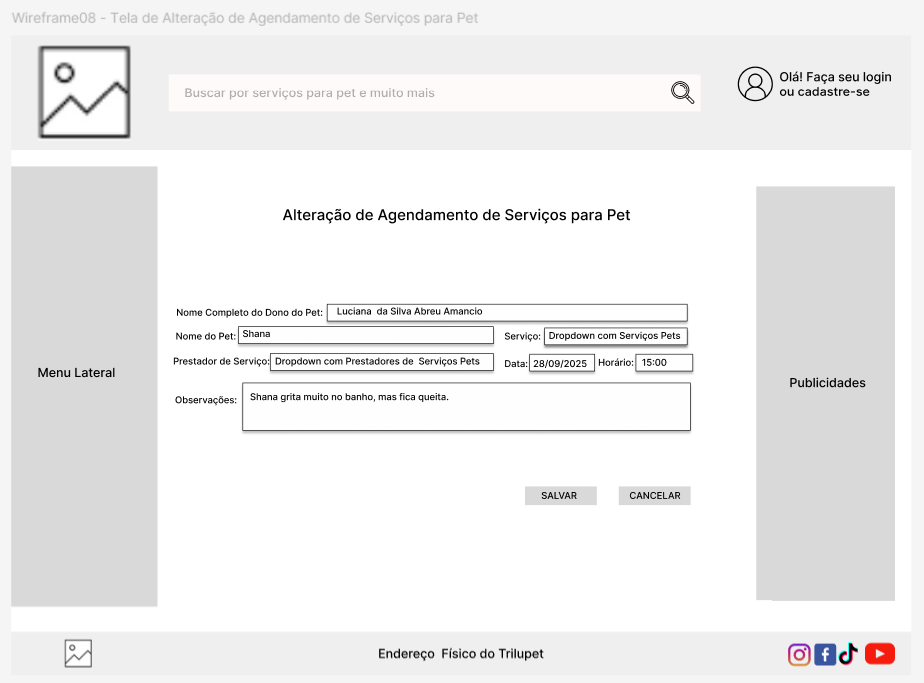 Wireframe08 - Tela de Alteração de Agendamento de Serviços para Pet
Buscar por serviços para pet e muito mais
Olá! Faça seu login
ou cadastre-se
Alteração de Agendamento de Serviços para Pet
Nome Completo do Dono do Pet: Luciana da Silva Abreu Amancio
Nome do Pet: Shana Serviço: Dropdown com Serviços Pets
Prestador de Serviço: Dropdown com Prestadores de Serviços Pets Data: 28/09/2025 Horário: 15:00
Observações: Shana grita muito no banho, mas fica queita.
Menu Lateral
Publicidades
SALVAR CANCELAR
Endereço Físico do Trilupet